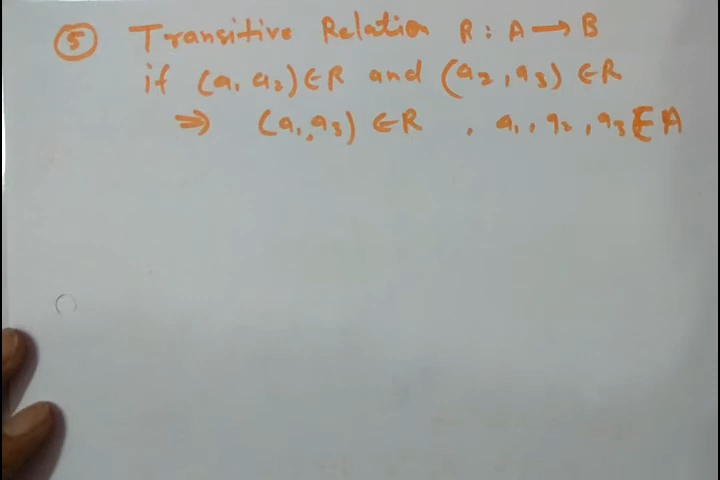 ⑤ Transitive Relation R : A → B
if (a₁ a₂) ∈ R and (a₂ , a₃) ∈ R
⇒ (a₁, a₃) ∈ R , a₁ , a₂ , a₃ ∈ A